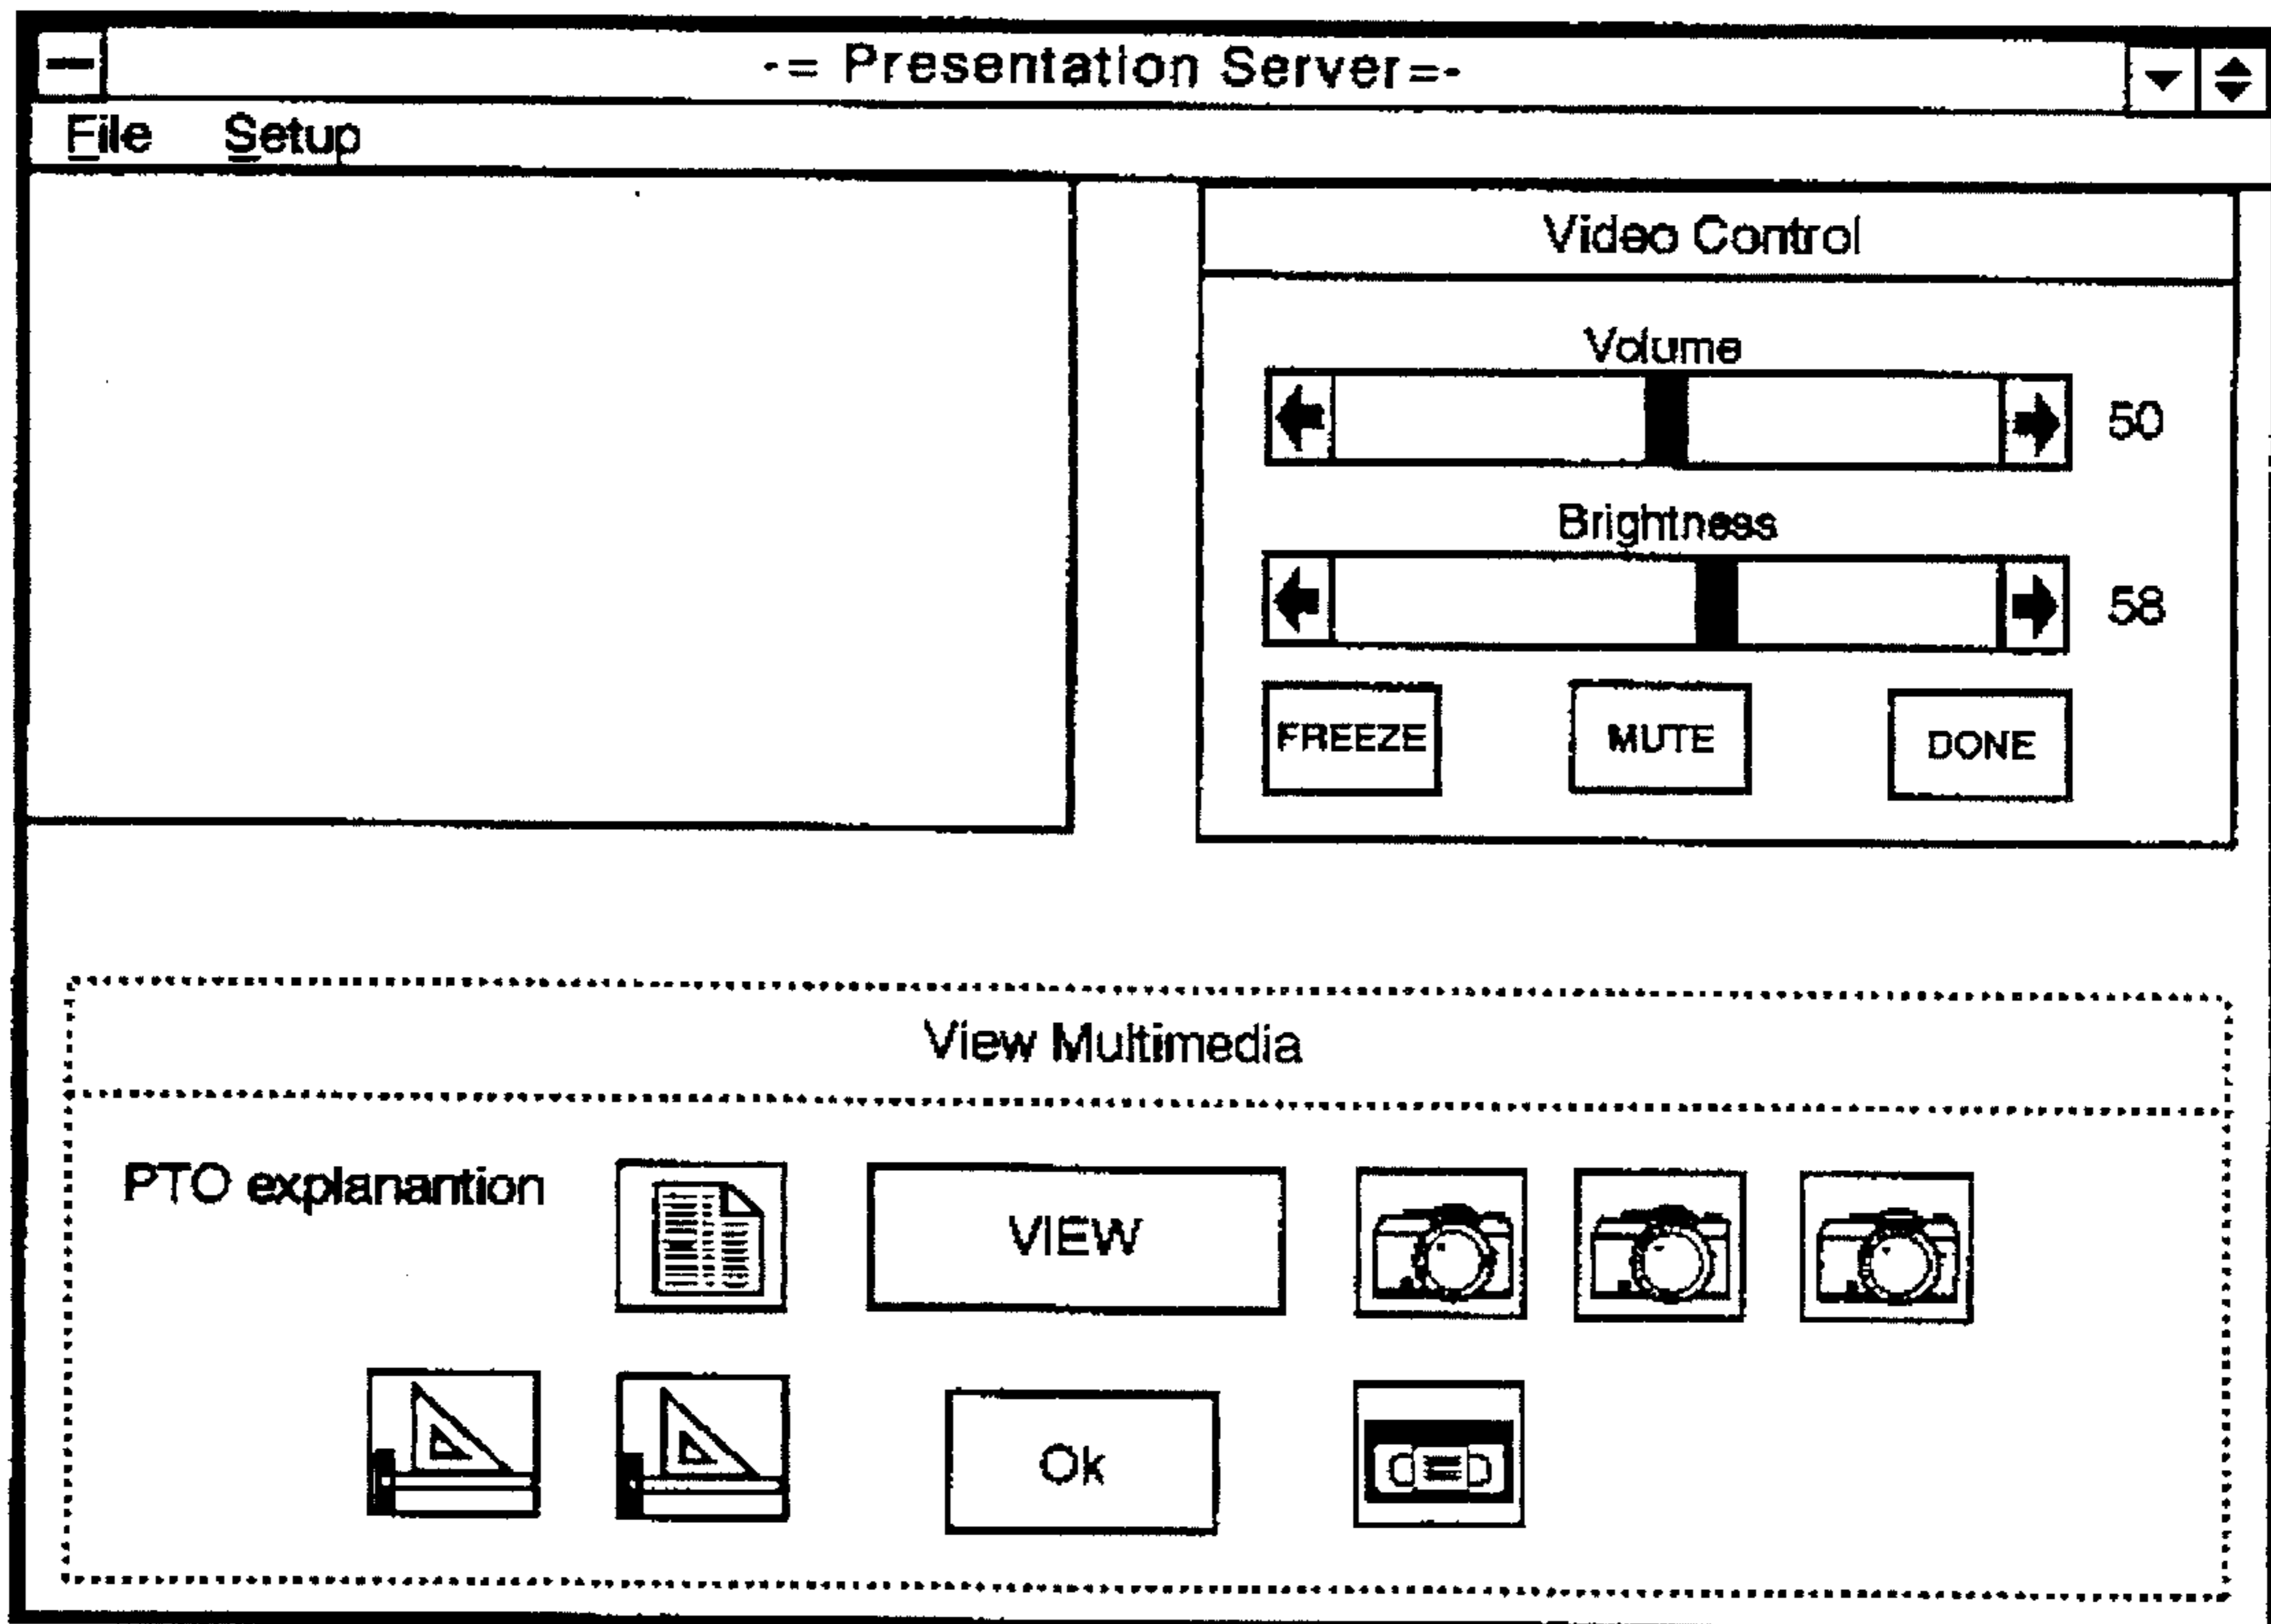 -= Presentation Server=-
File Setup
Video Control
Volume
50
Brightness
58
FREEZE MUTE DONE
View Multimedia
PTO explanantion VIEW
Ok